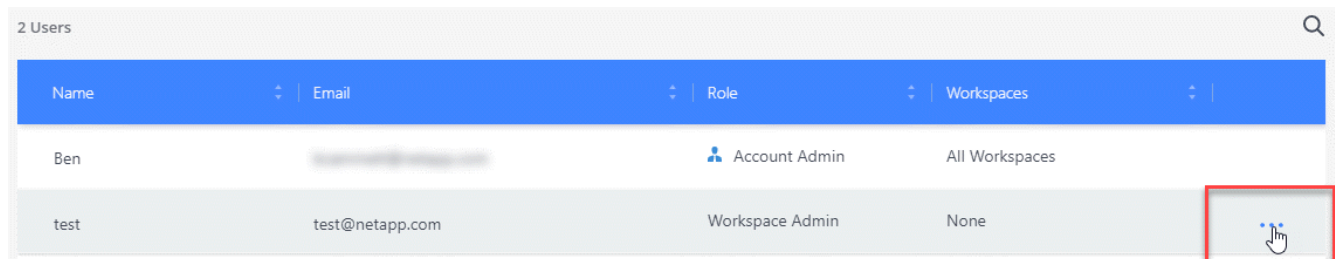 2 Users
Name Email Role Workspaces
Ben Account Admin All Workspaces
test test@netapp.com Workspace Admin None